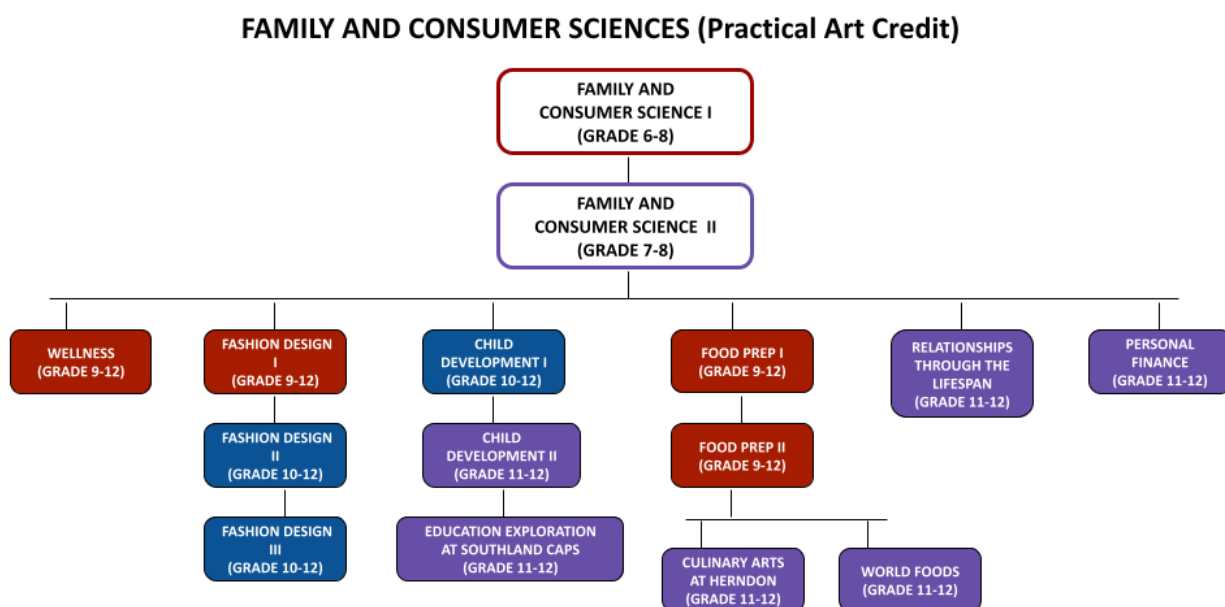 FAMILY AND CONSUMER SCIENCES (Practical Art Credit)
FAMILY AND
CONSUMER SCIENCE I
(GRADE 6-8)
FAMILY AND
CONSUMER SCIENCE II
(GRADE 7-8)
WELLNESS
(GRADE 9-12)
FASHION DESIGN
I
(GRADE 9-12)
CHILD
DEVELOPMENT I
(GRADE 10-12)
FOOD PREP I
(GRADE 9-12)
RELATIONSHIPS
THROUGH THE
LIFESPAN
(GRADE 11-12)
PERSONAL
FINANCE
(GRADE 11-12)
FASHION DESIGN
II
(GRADE 10-12)
CHILD
DEVELOPMENT II
(GRADE 11-12)
FOOD PREP II
(GRADE 9-12)
FASHION DESIGN
III
(GRADE 10-12)
EDUCATION EXPLORATION
AT SOUTHLAND CAPS
(GRADE 11-12)
CULINARY ARTS
AT HERNDON
(GRADE 11-12)
WORLD FOODS
(GRADE 11-12)